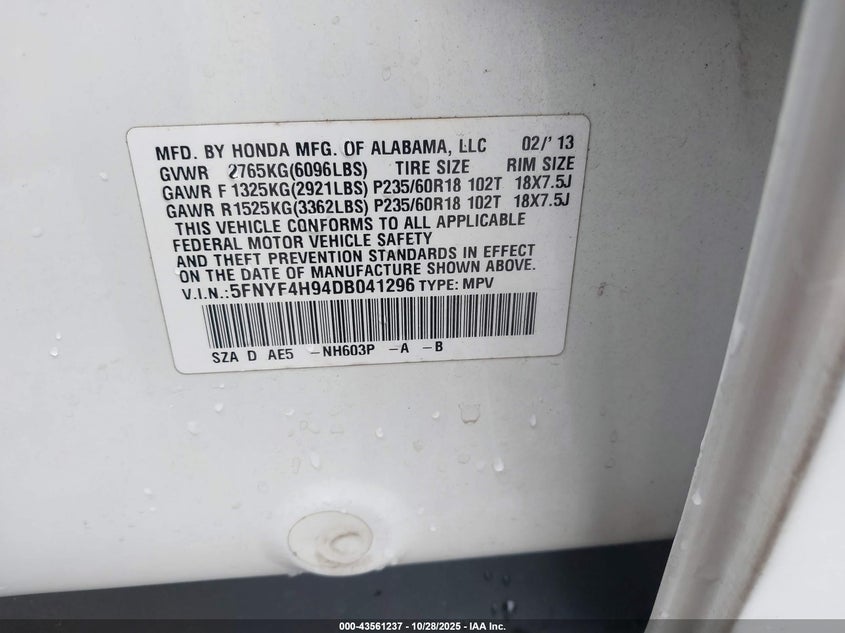 MFD. BY HONDA MFG. OF ALABAMA, LLC 02/'13
GVWR 2765KG(6096LBS) TIRE SIZE RIM SIZE
GAWR F 1325KG(2921LBS) P235/60R18 102T 18X7.5J
GAWR R1525KG(3362LBS) P235/60R18 102T 18X7.5J
THIS VEHICLE CONFORMS TO ALL APPLICABLE
FEDERAL MOTOR VEHICLE SAFETY
AND THEFT PREVENTION STANDARDS IN EFFECT
ON THE DATE OF MANUFACTURE SHOWN ABOVE.
V.I.N.:5FNYF4H94DB041296 TYPE: MPV
SZA D AE5 -NH603P -A -B
000-43561237 - 10/28/2025 - IAA Inc.